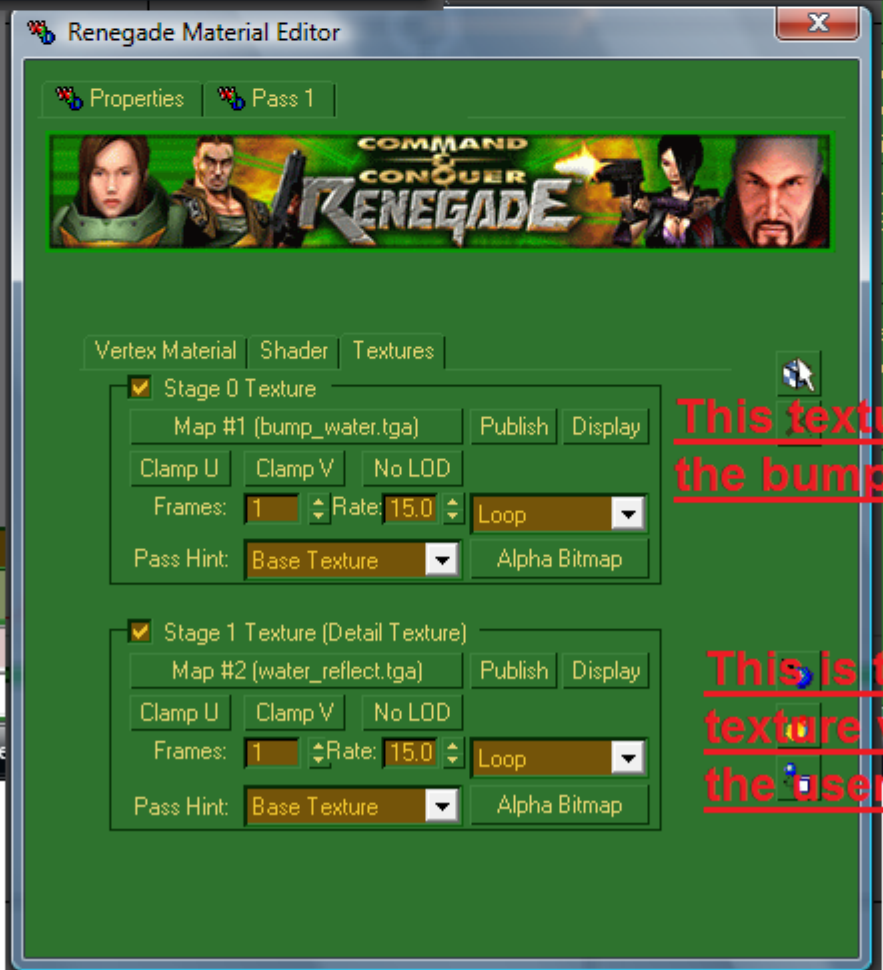 Renegade Material Editor
Properties Pass 1
COMMAND
&
CONQUER
RENEGADE
Vertex Material Shader Textures
Stage 0 Texture
Map #1 (bump_water.tga) Publish Display
This
Clamp U Clamp V No LOD
the bump
Frames: 1 Rate: 15.0 Loop
Pass Hint: Base Texture Alpha Bitmap
Stage 1 Texture (Detail Texture)
Map #2 (water_reflect.tga) Publish Display
This is
Clamp U Clamp V No LOD
texture
Frames: 1 Rate: 15.0 Loop
the user
Pass Hint: Base Texture Alpha Bitmap